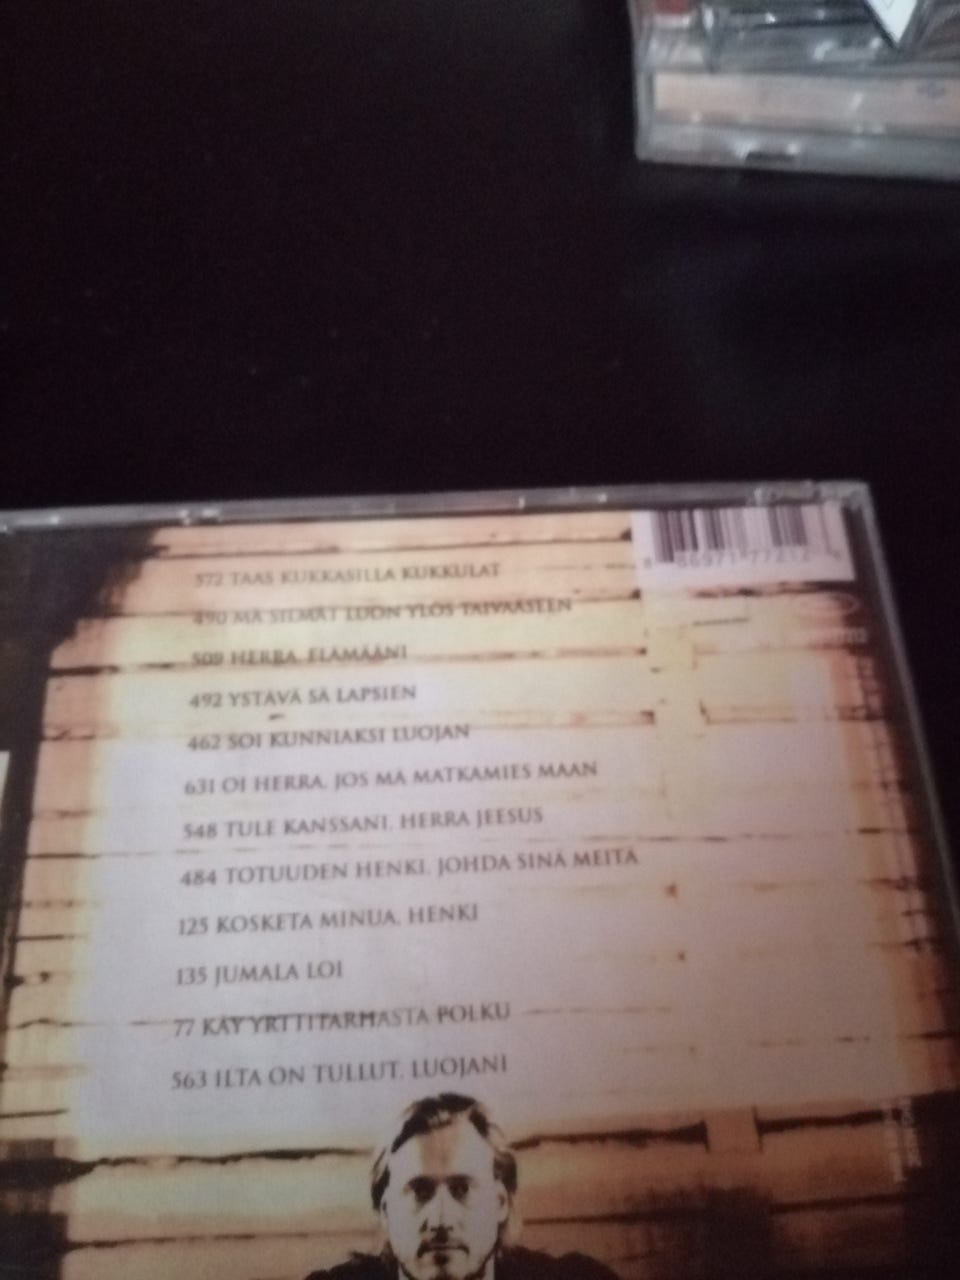 572 TAAS KUKKASILLA KUKKULAT
490 MÄ SILMÄT LUON YLÖS TAIVAASEEN
509 HERRA, ELÄMÄÄNI
492 YSTÄVÄ SÄ LAPSIEN
462 SOI KUNNIAKSI LUOJAN
631 OI HERRA, JOS MÄ MATKAMIES MAAN
548 TULE KANSSANI, HERRA JEESUS
484 TOTUUDEN HENKI, JOHDA SINÄ MEITÄ
125 KOSKETA MINUA, HENKI
135 JUMALA LOI
77 KÄY YRTTITARHASTA POLKU
563 ILTA ON TULLUT, LUOJANI